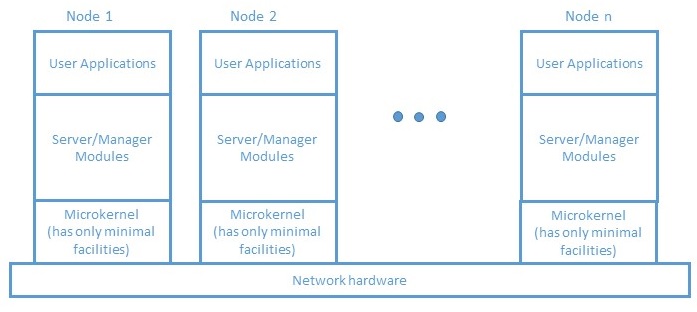 Node 1
Node 2
Node n
User Applications
User Applications
User Applications
Server/Manager
Modules
Server/Manager
Modules
Server/Manager
Modules
Microkernel
(has only minimal
facilities)
Microkernel
(has only minimal
facilities)
Microkernel
(has only minimal
facilities)
Network hardware